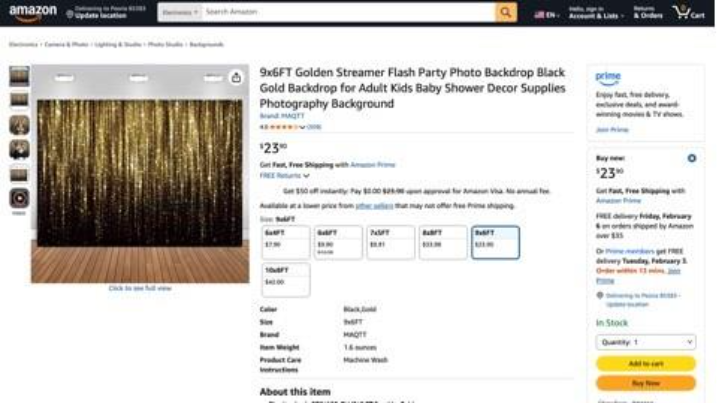 amazon
Delivering to Peoria 85383
Update location
Electronics
Search Amazon
EN
Hello, sign in
Account & Lists
Returns
& Orders
Cart
Electronics › Camera & Photo › Lighting & Studio › Photo Studio › Backgrounds
9x6FT Golden Streamer Flash Party Photo Backdrop Black
Gold Backdrop for Adult Kids Baby Shower Decor Supplies
Photography Background
Brand: MAQTT
$23.90
Get Fast, Free Shipping with Amazon Prime
FREE Returns
Get $50 off instantly: Pay $0.00 $23.90 upon approval for Amazon Visa. No annual fee.
Available at a lower price from other sellers that may not offer free Prime shipping.
Size: 9x6FT
6x4FT
$7.90
6x6FT
$9.90
7x5FT
$9.91
8x8FT
9x6FT
$23.90
10x8FT
$40.00
Color Black,Gold
Size 9x6FT
Brand MAQTT
Item Weight 1.6 ounces
Product Care Machine Wash
Instructions
About this item
VIDEO
Click to see full view
prime
Enjoy fast, free delivery,
exclusive deals, and award-
winning movies & TV shows.
Join Prime
Buy new:
$23.90
Get Fast, Free Shipping with
Amazon Prime
FREE delivery Friday, February
6 on orders shipped by Amazon
over $35
Or Prime members get FREE
delivery Tuesday, February 3.
Order within 13 mins. Join
Prime
Delivering to Peoria 85383 -
Update location
In Stock
Quantity: 1
Add to cart
Buy Now